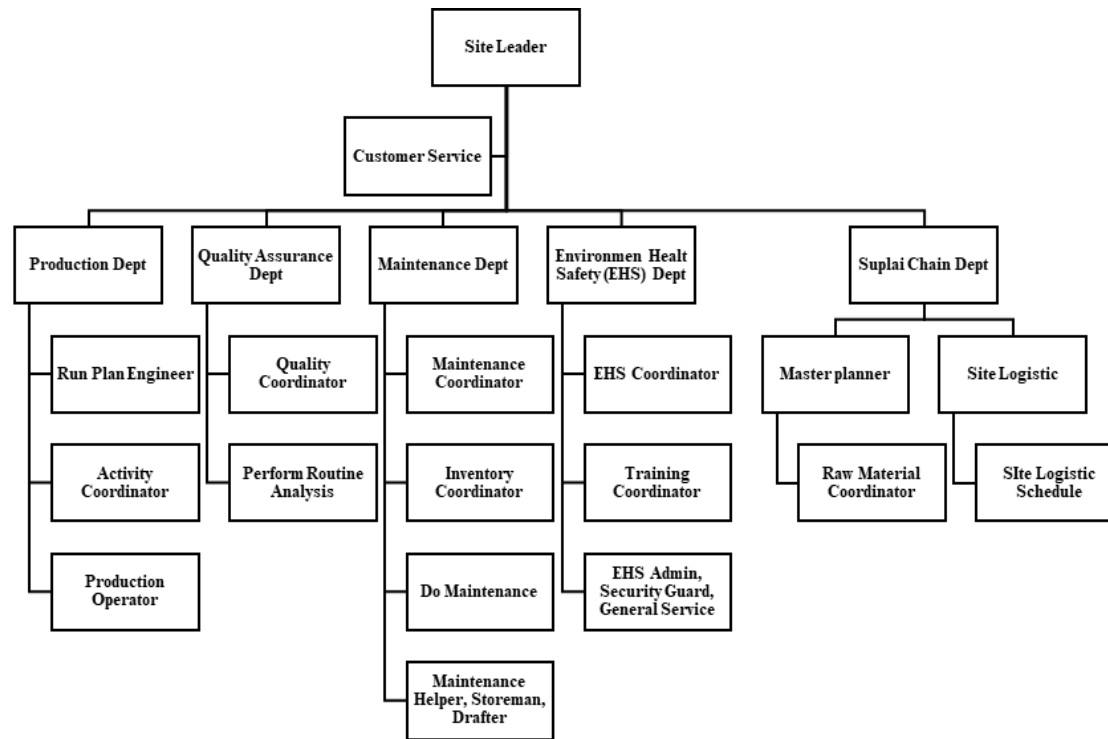 Site Leader
Customer Service
Production Dept
Quality Assurance
Dept
Maintenance Dept
Environmen Healt
Safety (EHS) Dept
Suplai Chain Dept
Run Plan Engineer
Quality
Coordinator
Maintenance
Coordinator
EHS Coordinator
Master planner
Site Logistic
Activity
Coordinator
Perform Routine
Analysis
Inventory
Coordinator
Training
Coordinator
Raw Material
Coordinator
SIte Logistic
Schedule
Production
Operator
Do Maintenance
EHS Admin,
Security Guard,
General Service
Maintenance
Helper, Storeman,
Drafter